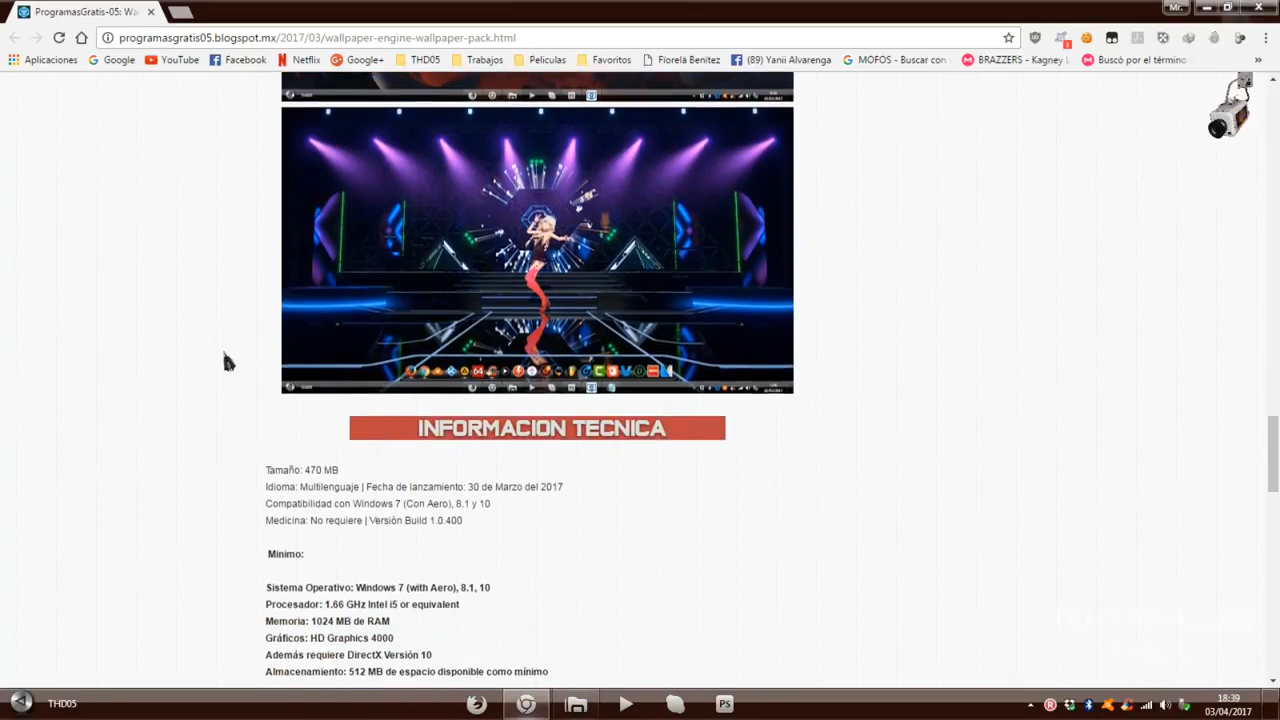 ProgramasGratis-05: Wa
Mr.
programasgratis05.blogspot.mx/2017/03/wallpaper-engine-wallpaper-pack.html
3
Aplicaciones Google YouTube Facebook Netflix Google+ THD05 Trabajos Peliculas Favoritos Fiorela Benitez (89) Yanii Alvarenga MOFOS - Buscar con BRAZZERS - Kagney L Buscó por el término »
64
INFORMACION TECNICA
Tamaño: 470 MB
Idioma: Multilenguaje | Fecha de lanzamiento: 30 de Marzo del 2017
Compatibilidad con Windows 7 (Con Aero), 8.1 y 10
Medicina: No requiere | Versión Build 1.0.400
Minimo:
Sistema Operativo: Windows 7 (with Aero), 8.1, 10
Procesador: 1.66 GHz Intel i5 or equivalent
Memoria: 1024 MB de RAM
Gráficos: HD Graphics 4000
Además requiere DirectX Versión 10
Almacenamiento: 512 MB de espacio disponible como mínimo
THD05
PS
18:39
03/04/2017